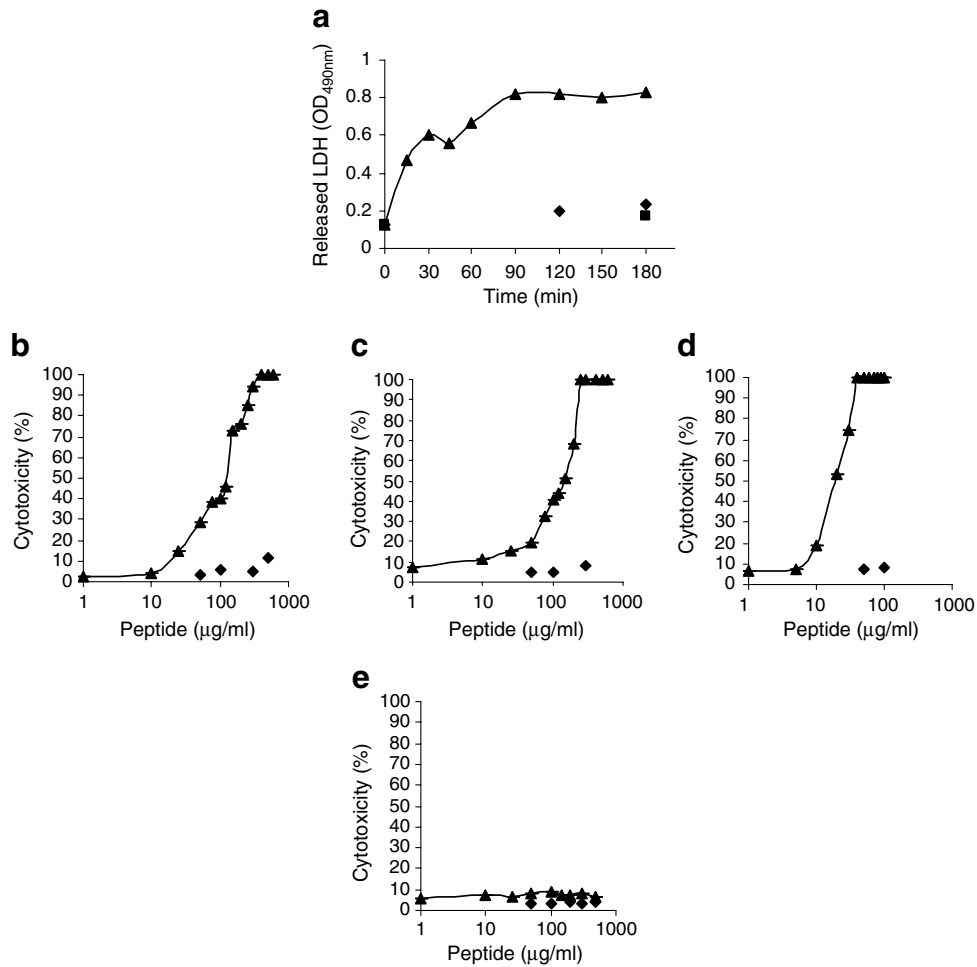 a
Released LDH (OD490nm)
1
0.8
0.6
0.4
0.2
0
0 30 60 90 120 150 180
Time (min)
b
Cytotoxicity (%)
100
90
80
70
60
50
40
30
20
10
0
1 10 100 1000
Peptide (μg/ml)
c
Cytotoxicity (%)
100
90
80
70
60
50
40
30
20
10
0
1 10 100 1000
Peptide (μg/ml)
d
Cytotoxicity (%)
100
90
80
70
60
50
40
30
20
10
0
1 10 100 1000
Peptide (μg/ml)
e
Cytotoxicity (%)
100
90
80
70
60
50
40
30
20
10
0
1 10 100 1000
Peptide (μg/ml)